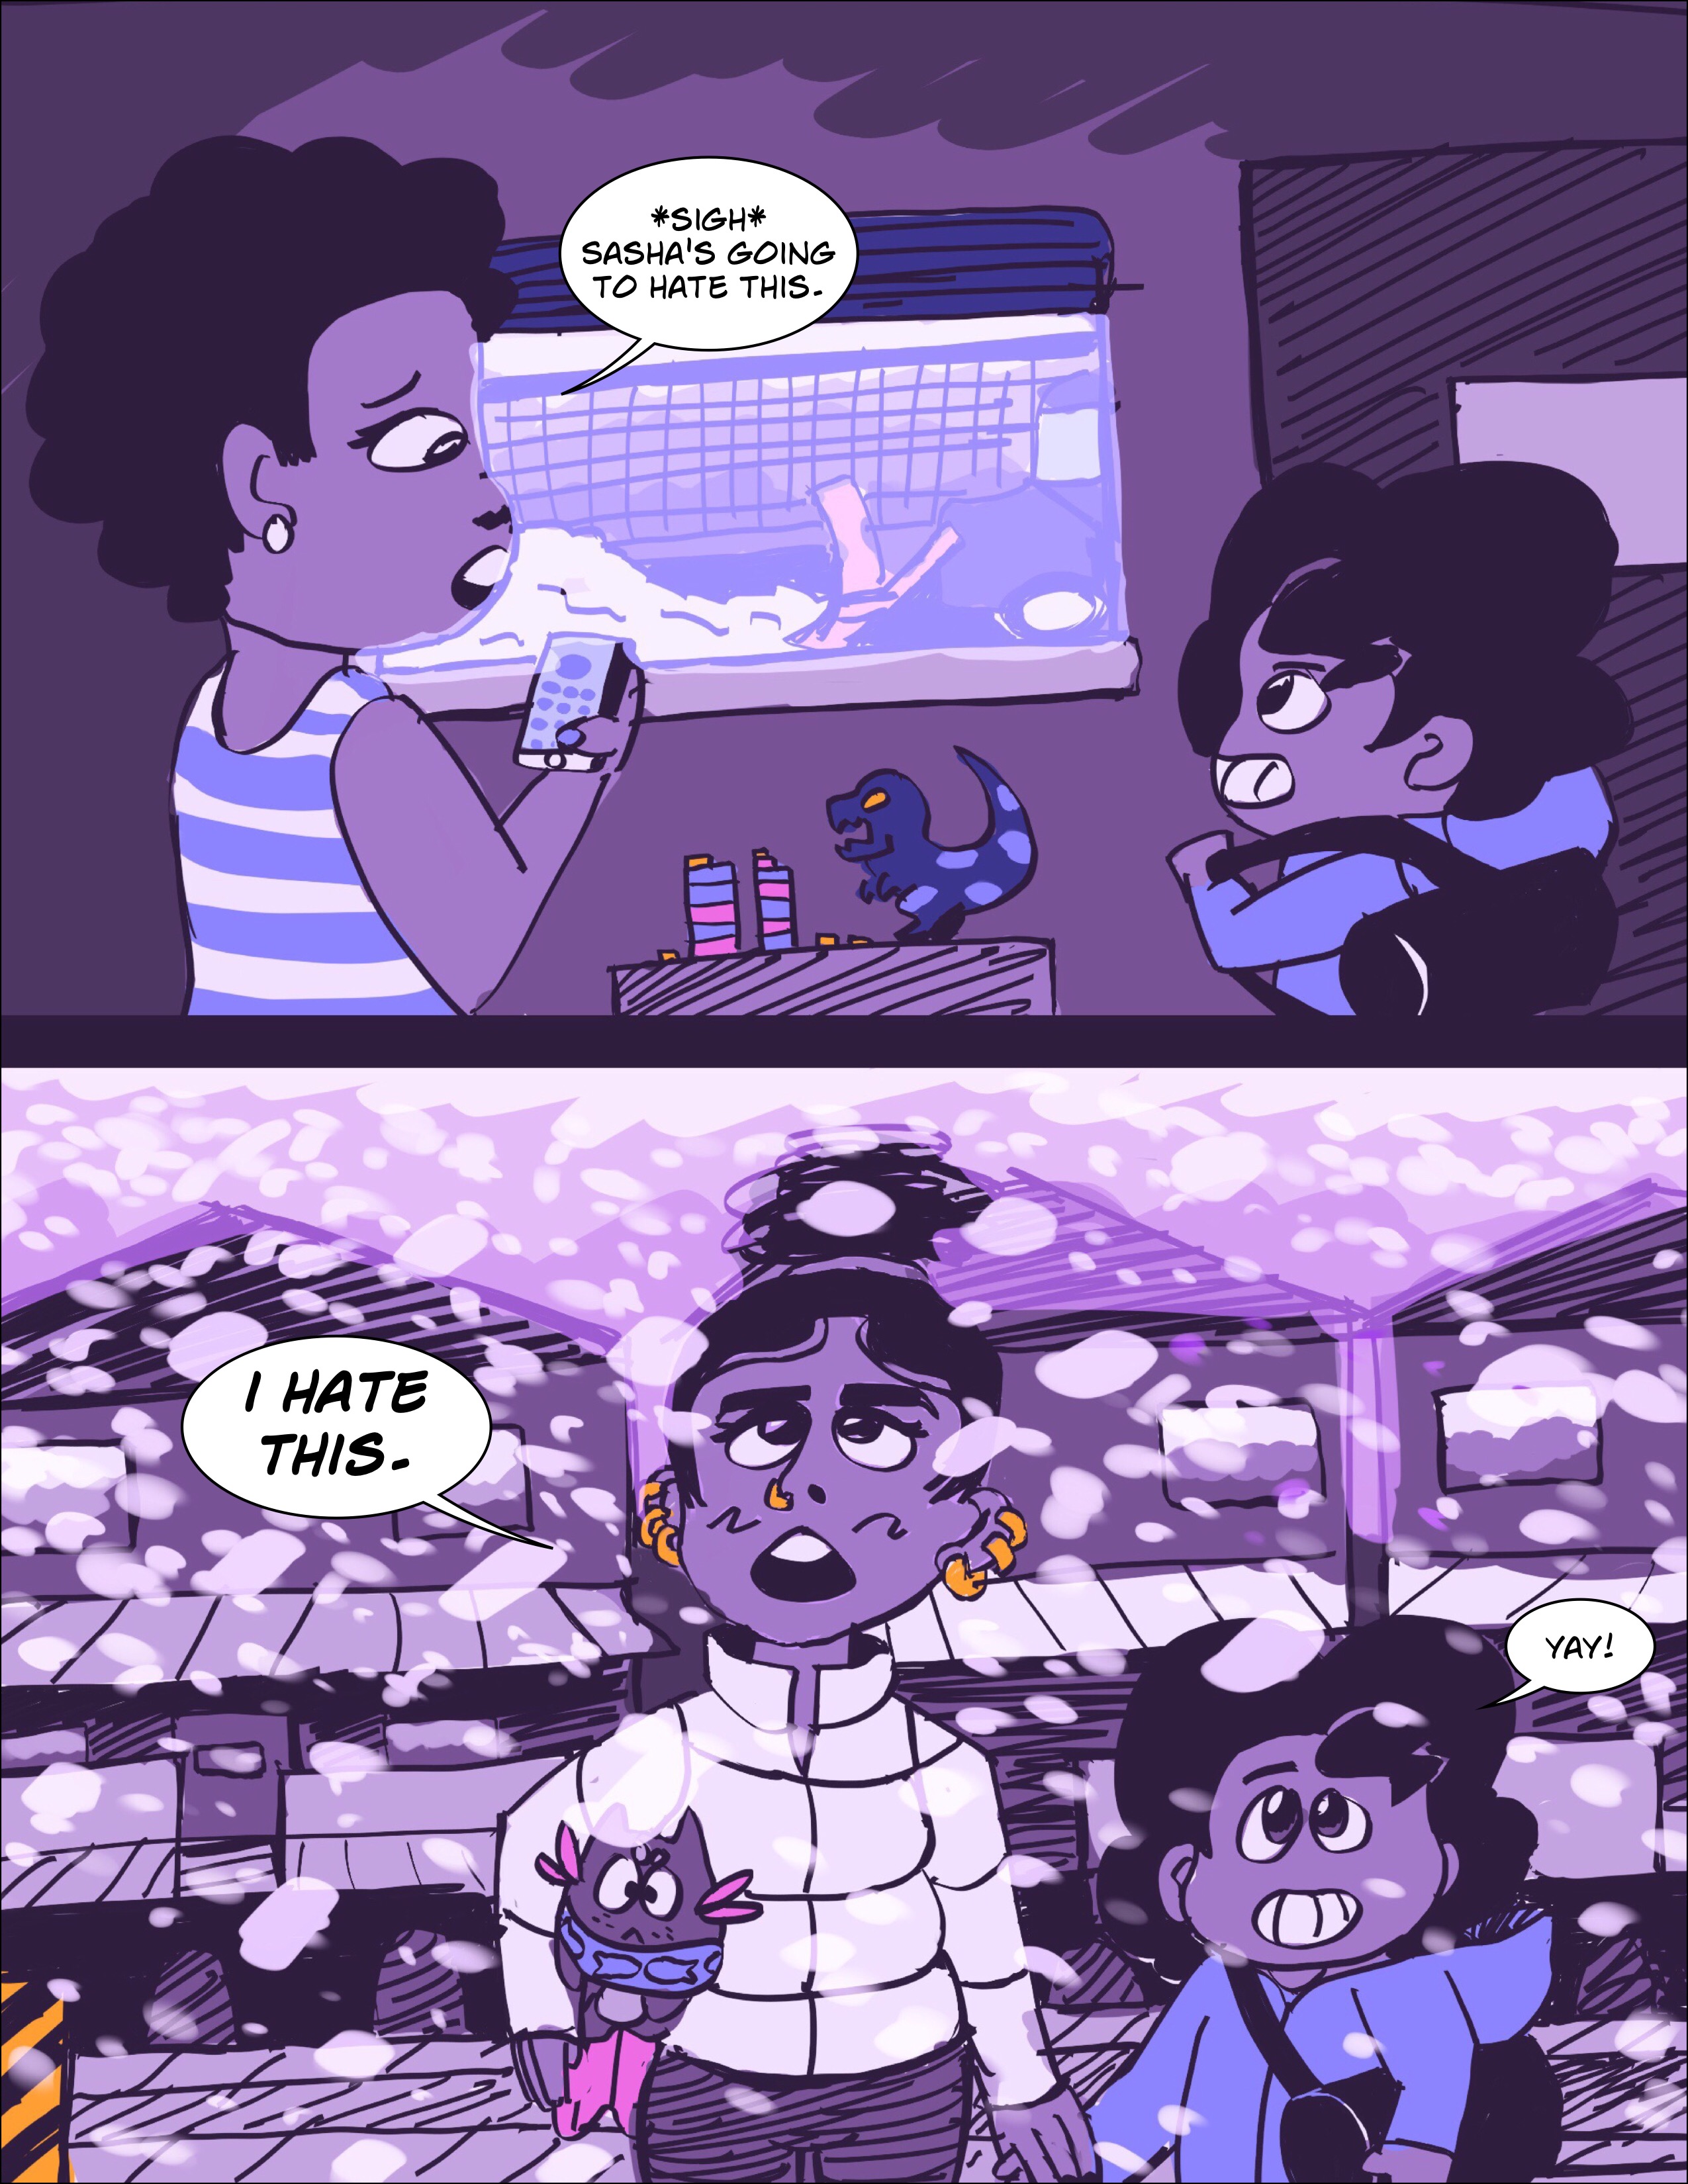 *SIGH*
SASHA'S GOING
TO HATE THIS.
I HATE
THIS.
YAY!